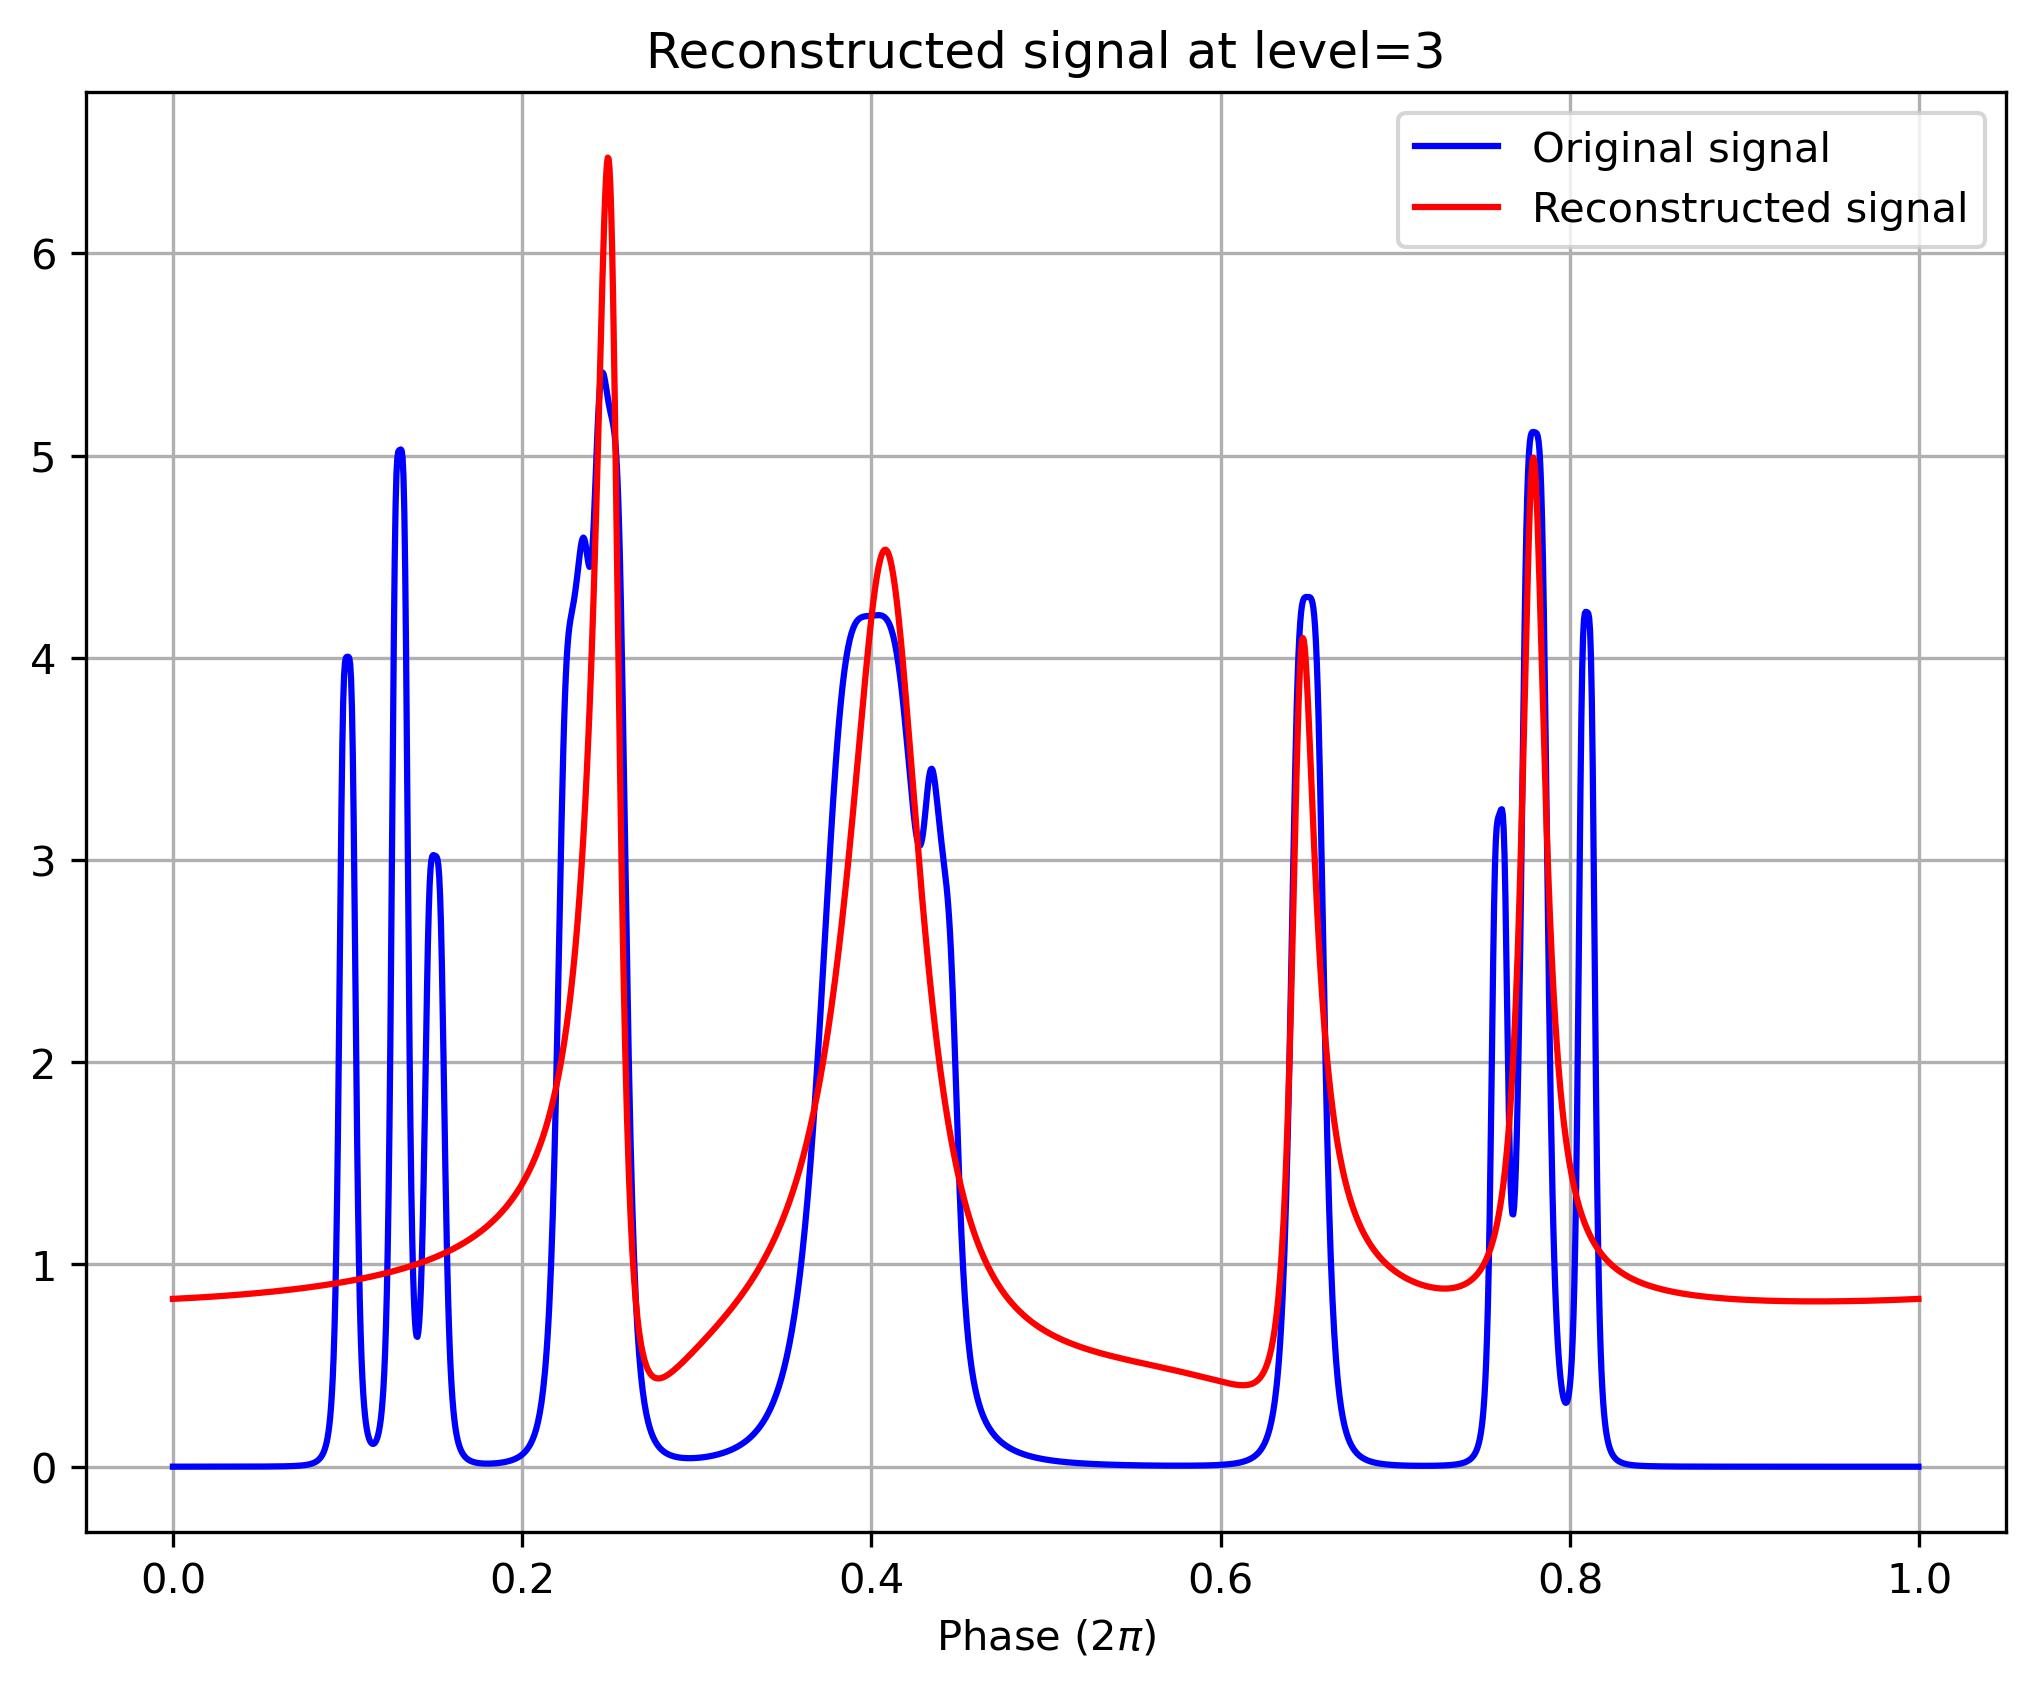 Reconstructed signal at level=3
Original signal
Reconstructed signal
6
5
4
3
2
1
0
0.0 0.2 0.4 0.6 0.8 1.0
Phase (2π)